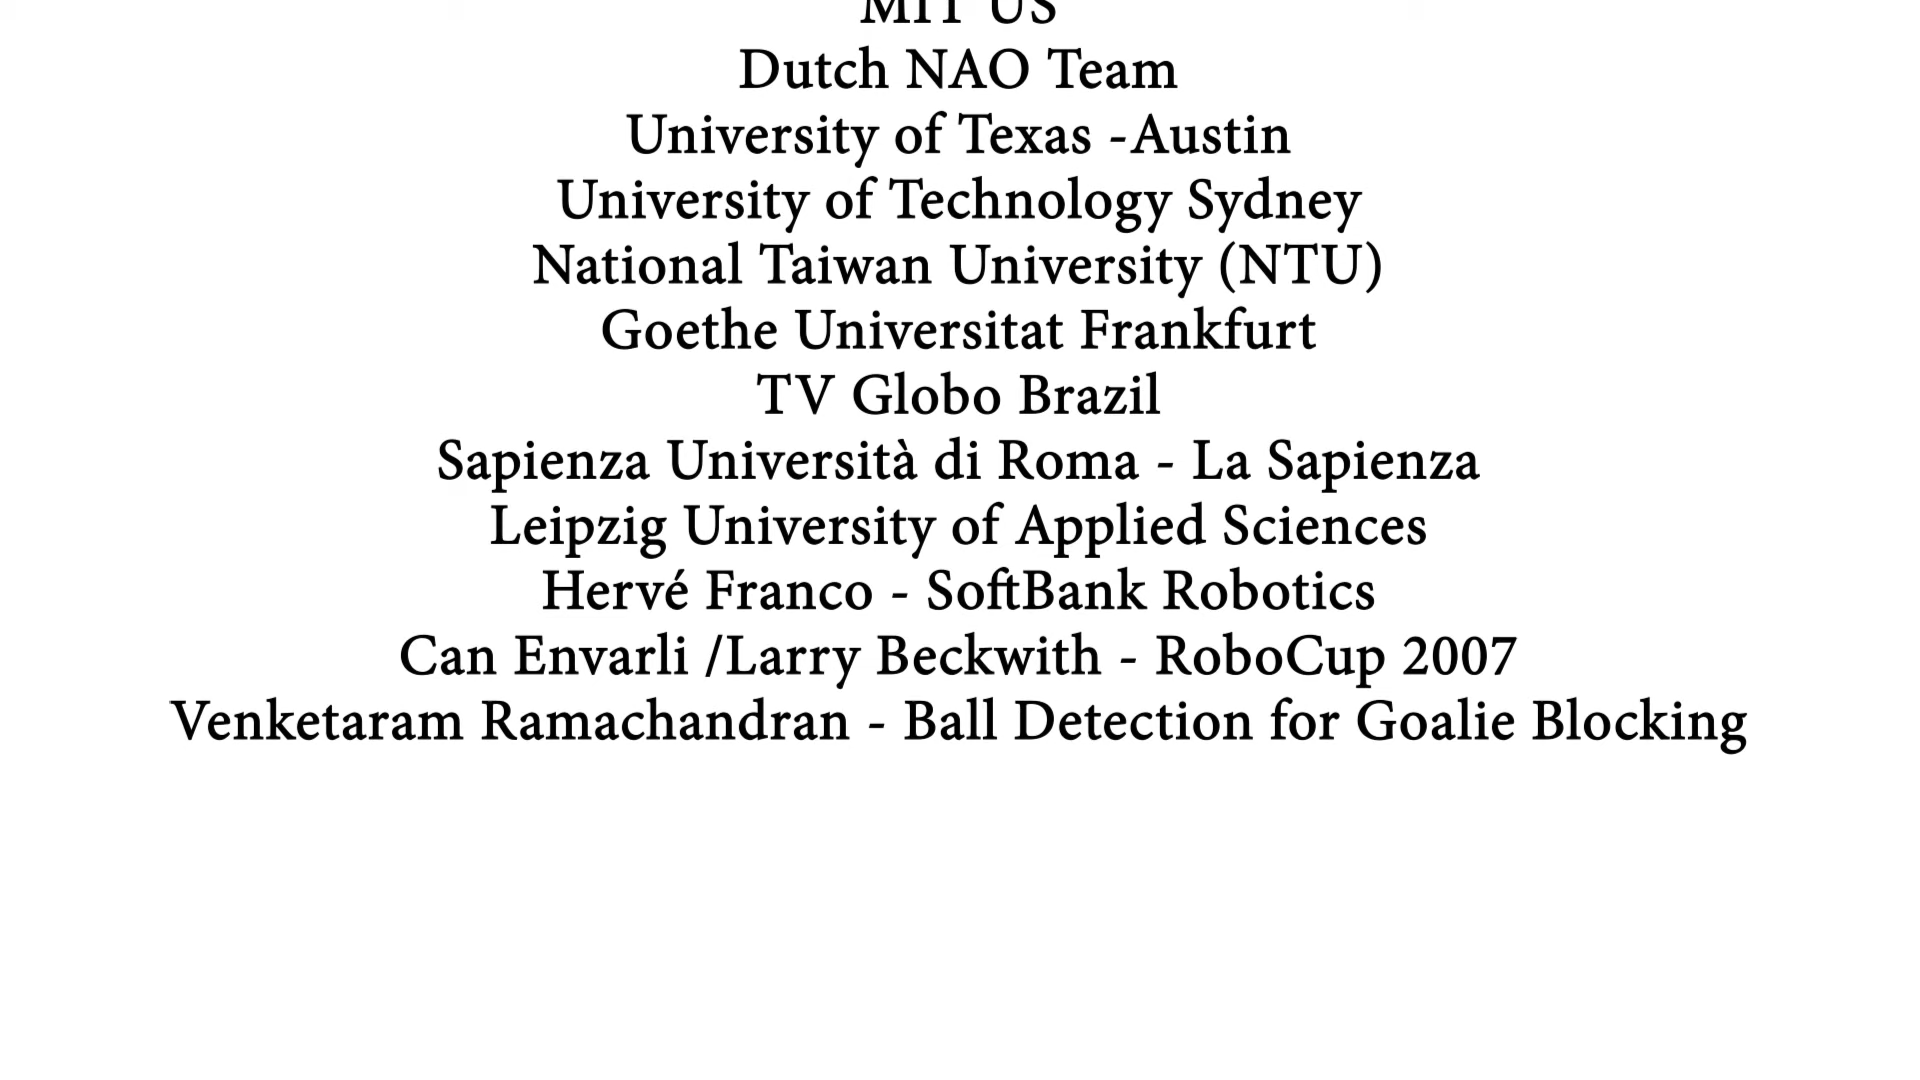 MIT US
Dutch NAO Team
University of Texas -Austin
University of Technology Sydney
National Taiwan University (NTU)
Goethe Universitat Frankfurt
TV Globo Brazil
Sapienza Università di Roma - La Sapienza
Leipzig University of Applied Sciences
Hervé Franco - SoftBank Robotics
Can Envarli /Larry Beckwith - RoboCup 2007
Venketaram Ramachandran - Ball Detection for Goalie Blocking